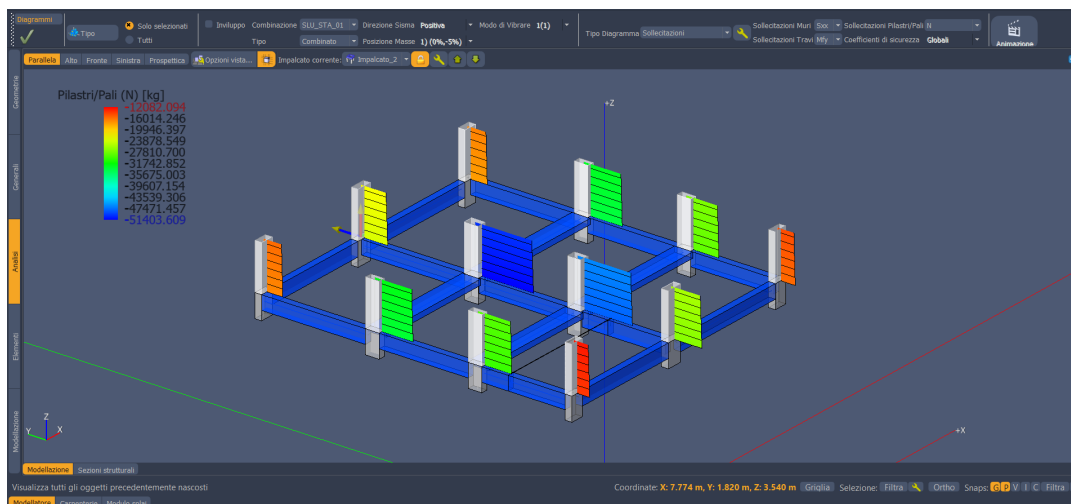 Diagrammi
Tipo
Solo selezionati
Tutti
Inviluppo Combinazione SLU_STA_01 Direzione Sisma Positiva Modo di Vibrare 1(1)
Tipo Combinato Posizione Masse 1) (0%,-5%)
Tipo Diagramma Sollecitazioni
Sollecitazioni Muri Sxx Sollecitazioni Pilastri/Pali N
Sollecitazioni Travi Mfy Coefficienti di sicurezza Globali
Animazione
Parallela Alto Fronte Sinistra Prospettica Opzioni vista... Impalcato corrente: Impalcato_2
Geometria
Generali
Analisi
Elementi
Modellazione
Pilastri/Pali (N) [kg]
-12082.094
-16014.246
-19946.397
-23878.549
-27810.700
-31742.852
-35675.003
-39607.154
-43539.306
-47471.457
-51403.609
+Z
+X
Z
Y
X
Modellazione Sezioni strutturali
Visualizza tutti gli oggetti precedentemente nascosti
Coordinate: X: 7.774 m, Y: 1.820 m, Z: 3.540 m Griglia Selezione: Filtra Ortho Snaps: G P V I C Filtra
Modellatore Carpenterie Modulo solai